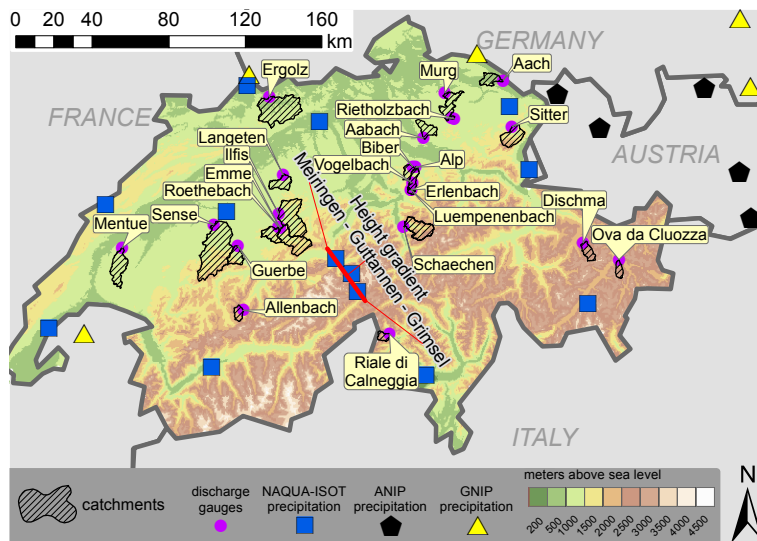 0 20 40 80 120 160
km
GERMANY
FRANCE
AUSTRIA
ITALY
Ergolz
Murg
Aach
Rietholzbach
Aabach
Sitter
Langeten
Biber
Alp
Ilfis
Vogelbach
Emme
Erlenbach
Roethebach
Luempenenbach
Dischma
Mentue
Sense
Ova da Cluozza
Guerbe
Schaechen
Allenbach
Riale di
Calneggia
Height gradient
Meiringen - Guttannen - Grimsel
catchments
discharge
gauges
NAQUA-ISOT
precipitation
ANIP
precipitation
GNIP
precipitation
meters above sea level
200 500 1000 1500 2000 2500 3000 3500 4000 4500
N